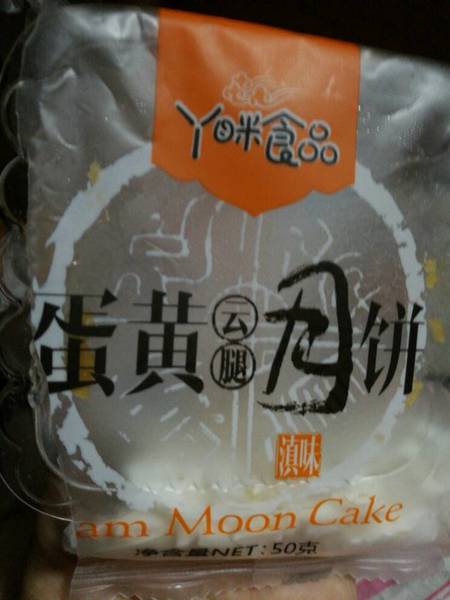 丫眯食品
蛋黄云腿月饼
滇味
am Moon Cake
净含量NET:50克